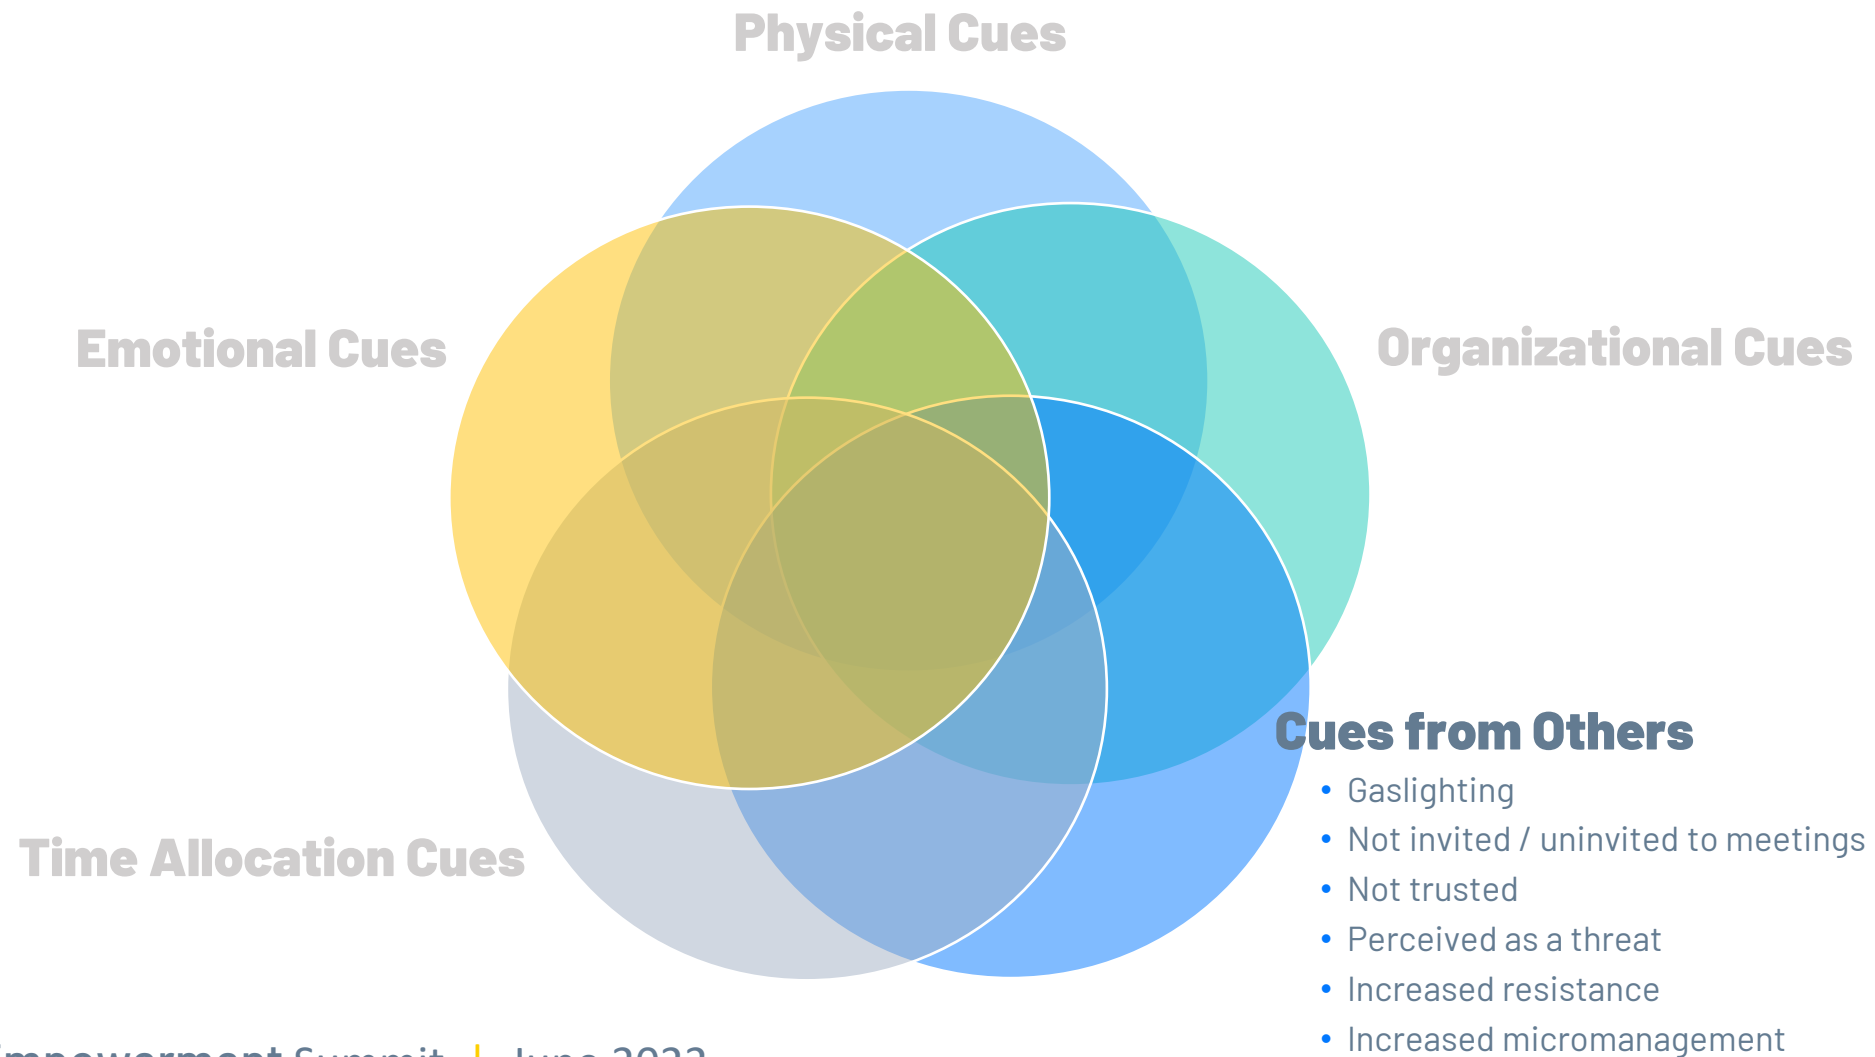 Physical Cues
Emotional Cues
Organizational Cues
Cues from Others
• Gaslighting
• Not invited / uninvited to meetings
• Not trusted
• Perceived as a threat
• Increased resistance
• Increased micromanagement
Time Allocation Cues
Summit | June